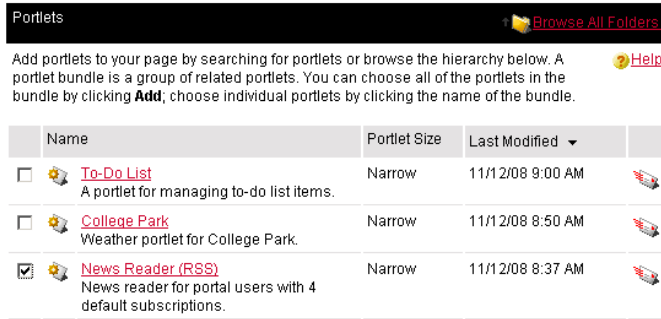 Portlets
Browse All Folders
Add portlets to your page by searching for portlets or browse the hierarchy below. A
portlet bundle is a group of related portlets. You can choose all of the portlets in the
bundle by clicking Add; choose individual portlets by clicking the name of the bundle.
Help
Name Portlet Size Last Modified
To-Do List Narrow 11/12/08 9:00 AM
A portlet for managing to-do list items.
College Park Narrow 11/12/08 8:50 AM
Weather portlet for College Park.
News Reader (RSS) Narrow 11/12/08 8:37 AM
News reader for portal users with 4
default subscriptions.